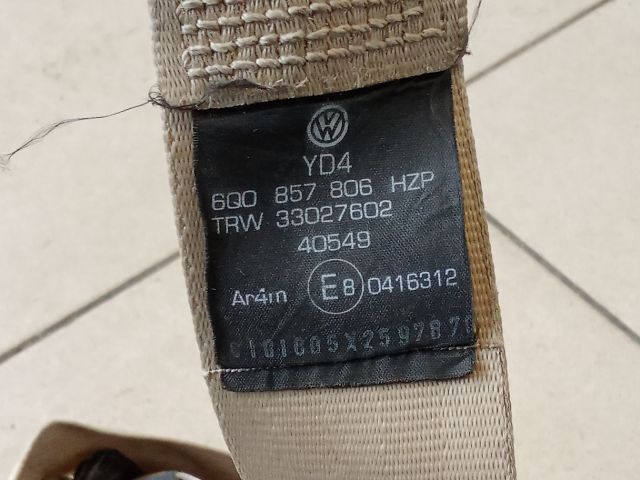 YD4
6Q0 857 806 HZP
TRW 33027602
40549
Ar4m E8 0416312